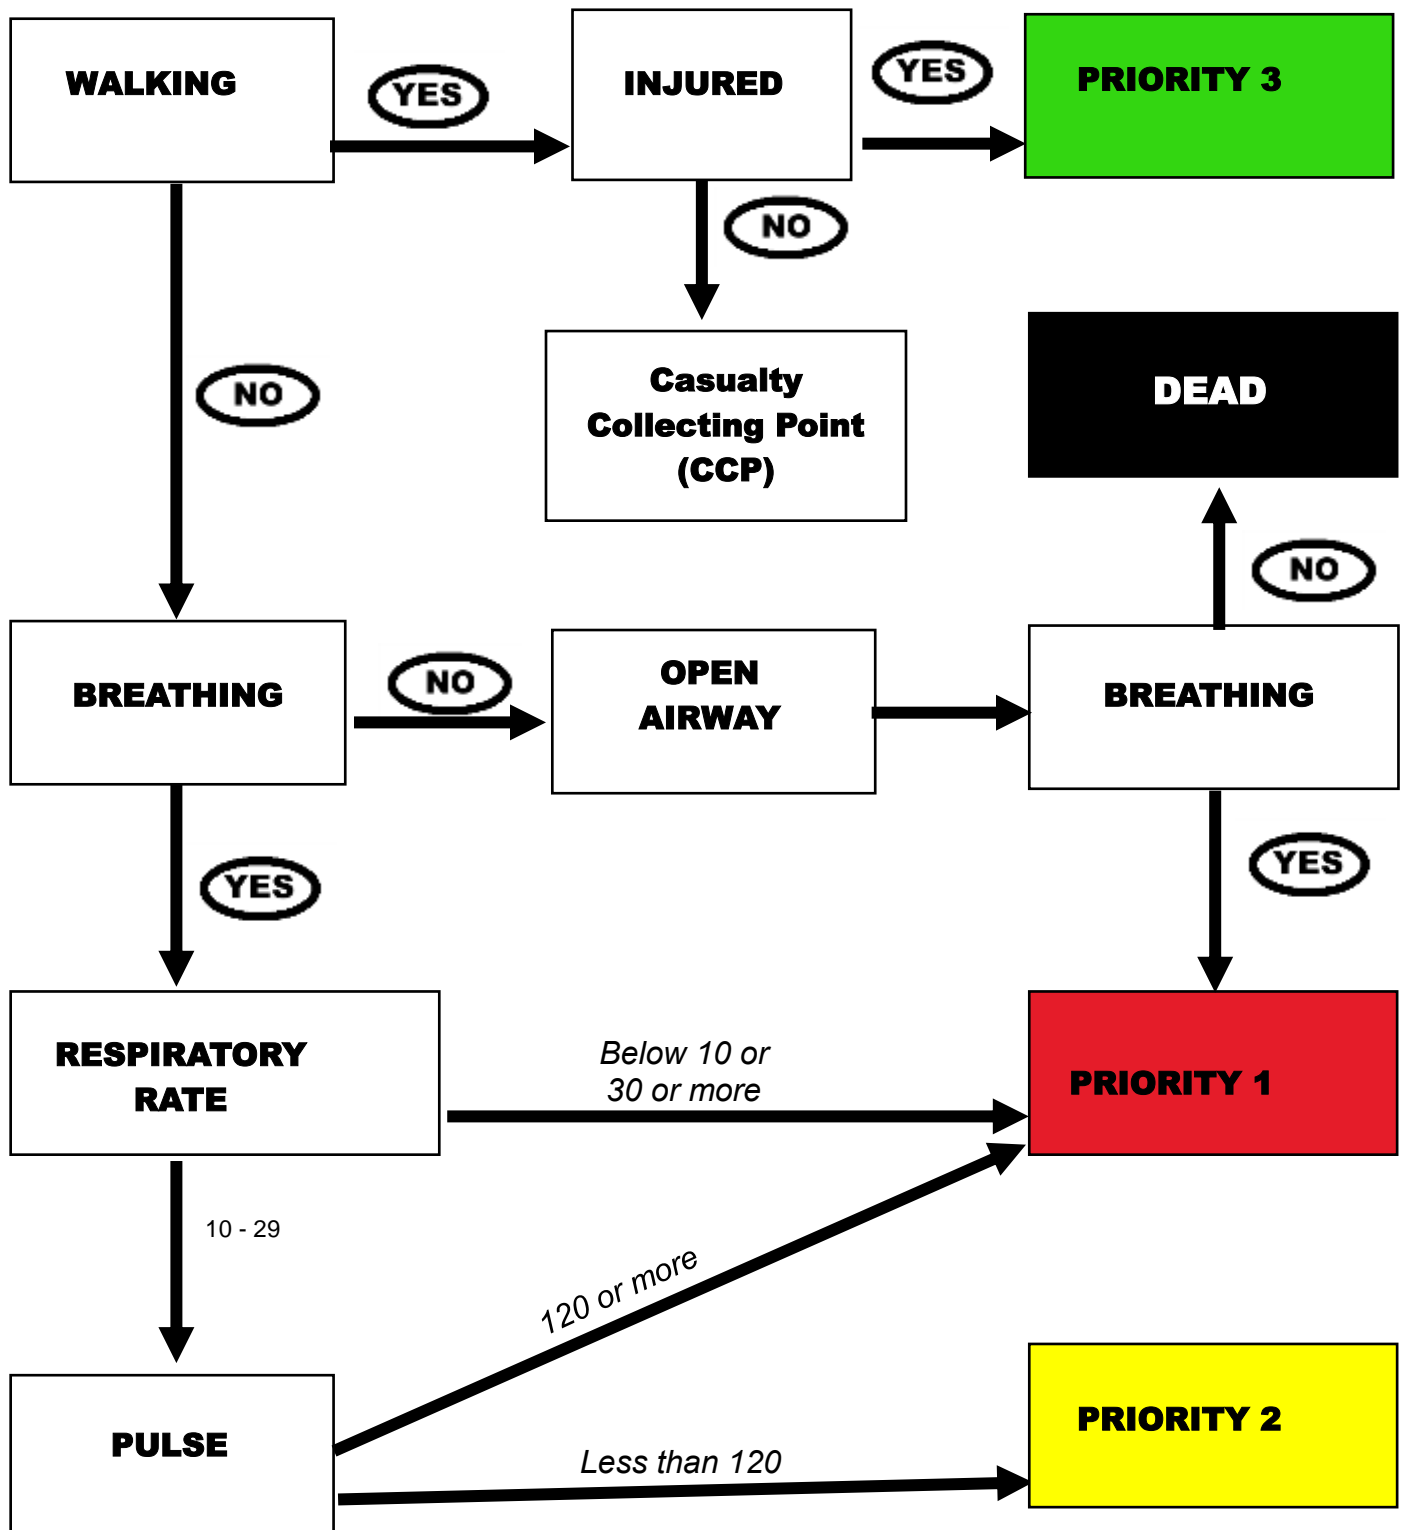 WALKING
YES
INJURED
YES
PRIORITY 3
NO
NO
Casualty
Collecting Point
(CCP)
DEAD
NO
BREATHING
NO
OPEN
AIRWAY
BREATHING
YES
YES
RESPIRATORY
RATE
Below 10 or
30 or more
PRIORITY 1
10 - 29
120 or more
PULSE
Less than 120
PRIORITY 2